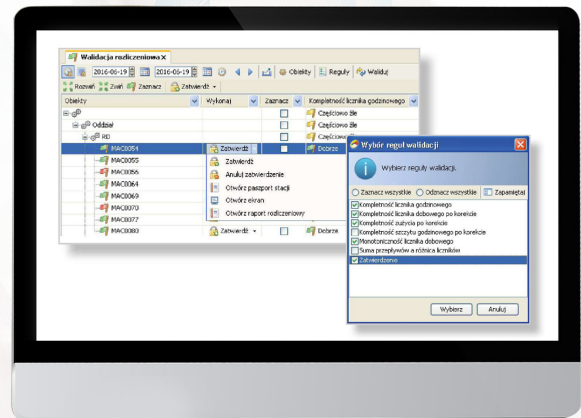 Walidacja rozliczeniowa X
2016-06-19 2016-06-19 Obiekty Reguły Waliduj
Rozwiń Zwiń Zaznacz Zatwierdź
Obiekty Wykonaj Zaznacz Kompletność licznika godzinowego
Częściowo źle
Oddział Częściowo źle
RD Częściowo
MAC0054 Zatwierdź Dobrze
MAC0055 Zatwierdź
MAC0056 Anuluj zatwierdzenie
MAC0064 Otwórz paszport stacji
MAC0069 Otwórz ekran
MAC0070 Otwórz raport rozliczeniowy
MAC0077
MAC0080 Zatwierdź Dobrze
Wybór reguł walidacji
Wybierz reguły walidacji.
Zaznacz wszystkie Odznacz wszystkie Zapamiętaj
Kompletność licznika godzinowego
Kompletność licznika dobowego po korekcie
Kompletność zużycia po korekcie
Kompletność szczytu godzinowego po korekcie
Monotoniczność licznika dobowego
Suma przepływów a różnica liczników
Zatwierdzenie
Wybierz Anuluj